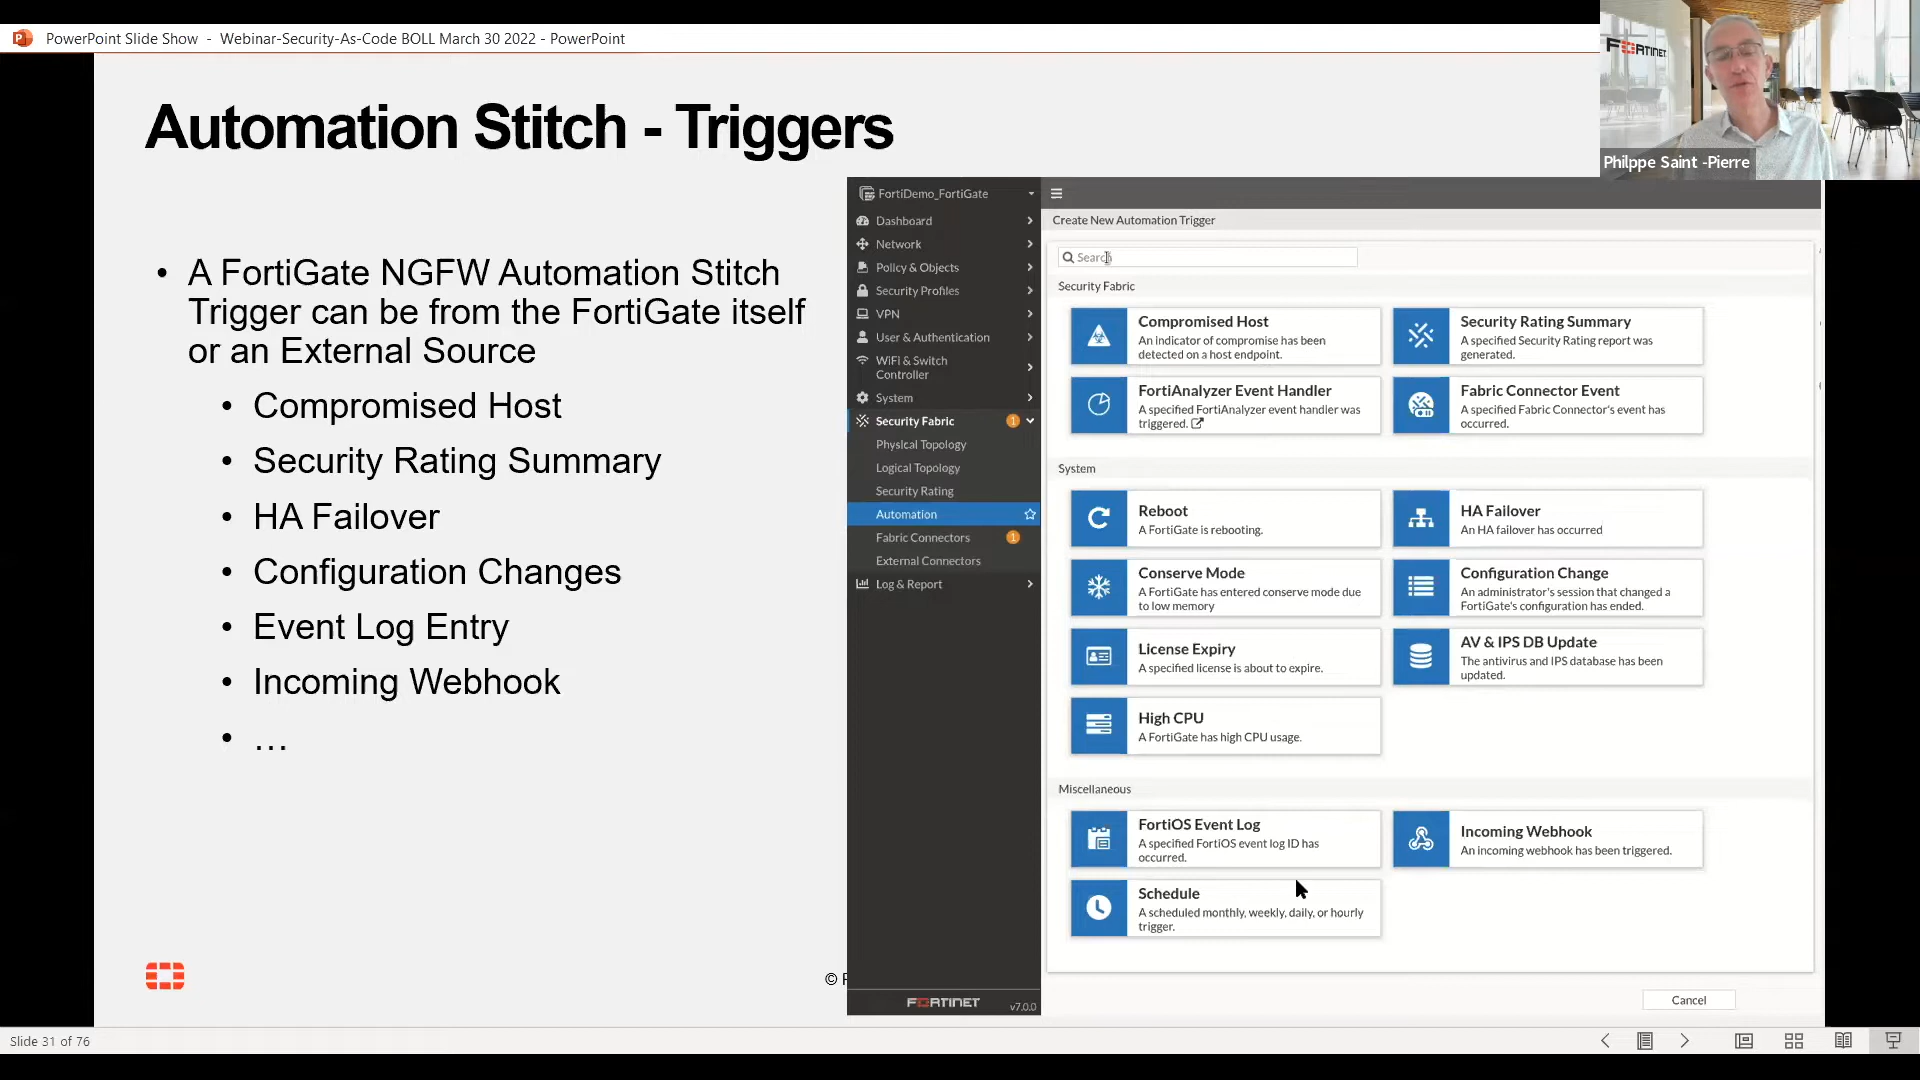 PowerPoint Slide Show - Webinar-Security-As-Code BOLL March 30 2022 - PowerPoint
FORTINET
Philppe Saint -Pierre
Automation Stitch - Triggers
• A FortiGate NGFW Automation Stitch
Trigger can be from the FortiGate itself
or an External Source
• Compromised Host
• Security Rating Summary
• HA Failover
• Configuration Changes
• Event Log Entry
• Incoming Webhook
• …
©
FortiDemo_FortiGate
Dashboard
Network
Policy & Objects
Security Profiles
VPN
User & Authentication
WiFi & Switch
Controller
System
Security Fabric 1
Physical Topology
Logical Topology
Security Rating
Automation
Fabric Connectors 1
External Connectors
Log & Report
FORTINET v7.0.0
Create New Automation Trigger
Search
Security Fabric
Compromised Host
An indicator of compromise has been
detected on a host endpoint.
Security Rating Summary
A specified Security Rating report was
generated.
FortiAnalyzer Event Handler
A specified FortiAnalyzer event handler was
triggered.
Fabric Connector Event
A specified Fabric Connector's event has
occurred.
System
Reboot
A FortiGate is rebooting.
HA Failover
An HA failover has occurred
Conserve Mode
A FortiGate has entered conserve mode due
to low memory
Configuration Change
An administrator's session that changed a
FortiGate's configuration has ended.
License Expiry
A specified license is about to expire.
AV & IPS DB Update
The antivirus and IPS database has been
updated.
High CPU
A FortiGate has high CPU usage.
Miscellaneous
FortiOS Event Log
A specified FortiOS event log ID has
occurred.
Incoming Webhook
An incoming webhook has been triggered.
Schedule
A scheduled monthly, weekly, daily, or hourly
trigger.
Cancel
Slide 31 of 76